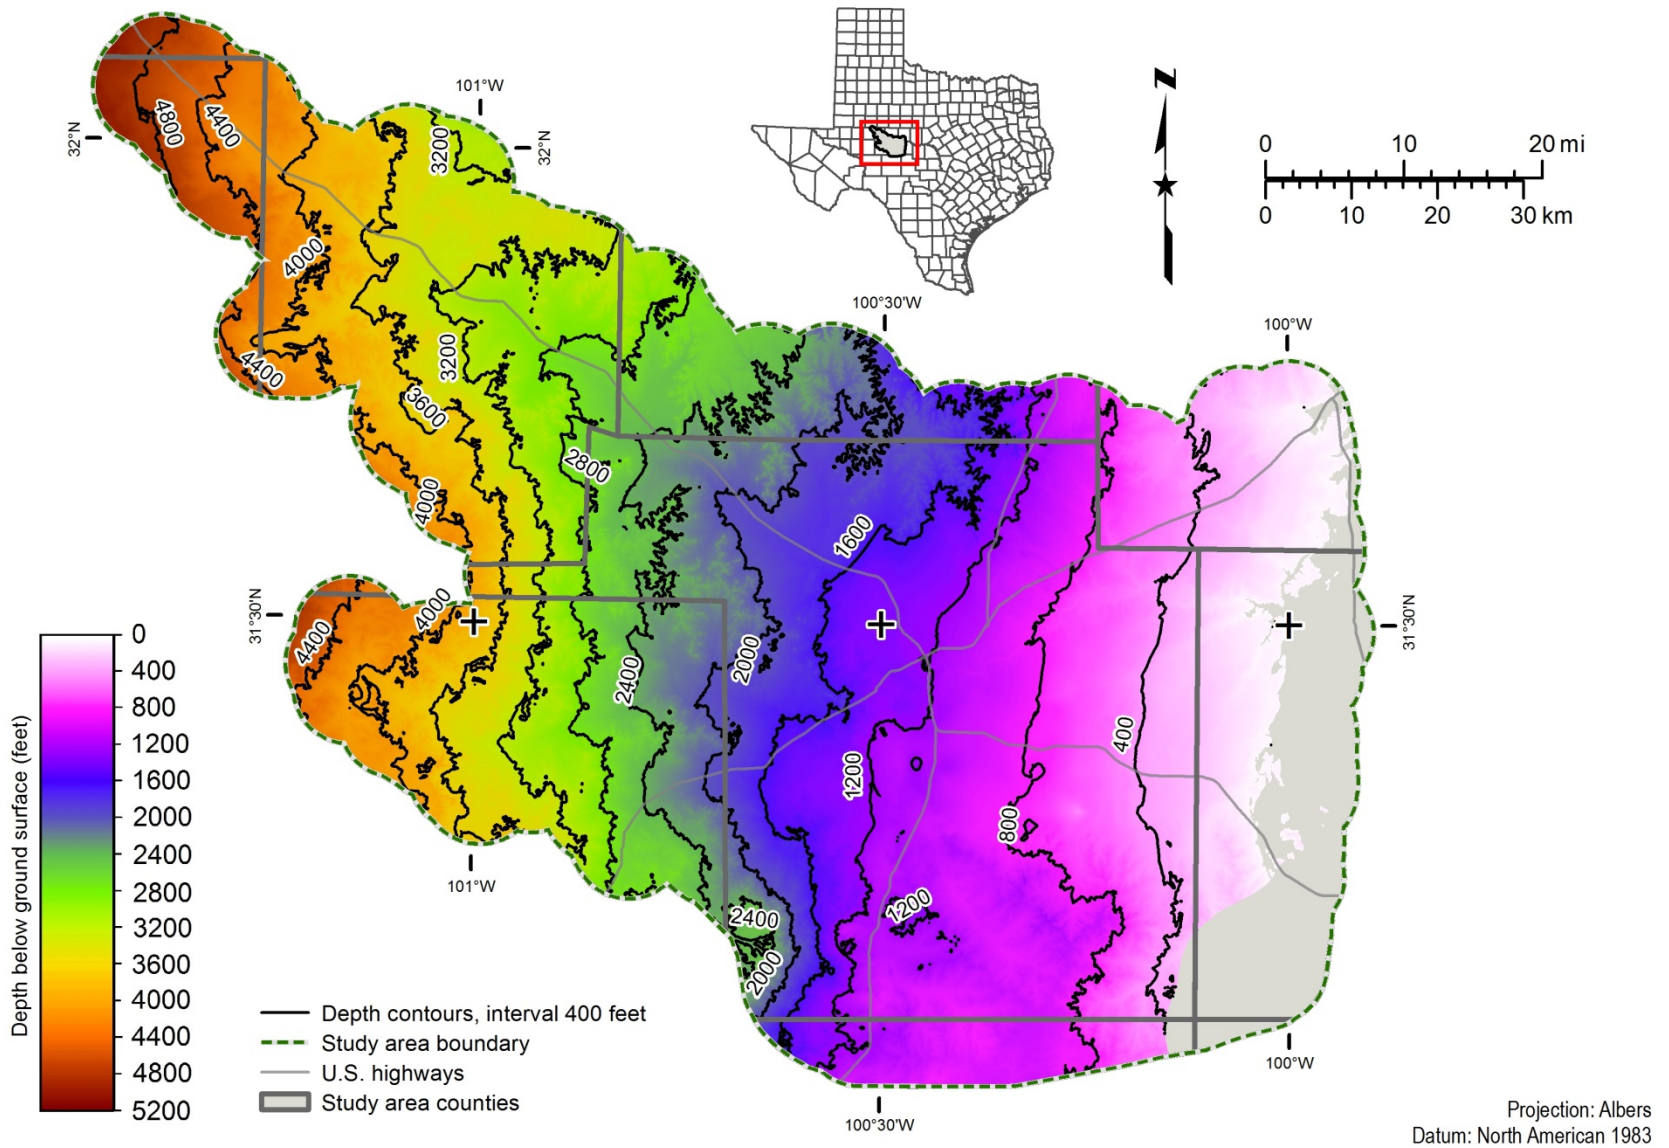 101°W
32°N
32°N
4800
4400
3200
4000
4400
3200
3600
2800
4000
4000
4400
2400
2000
1600
1200
1200
800
400
2400
2000
100°30'W
100°W
31°30'N
31°30'N
101°W
100°30'W
100°W
0 10 20 mi
0 10 20 30 km
Z
Depth below ground surface (feet)
0
400
800
1200
1600
2000
2400
2800
3200
3600
4000
4400
4800
5200
Depth contours, interval 400 feet
Study area boundary
U.S. highways
Study area counties
Projection: Albers
Datum: North American 1983